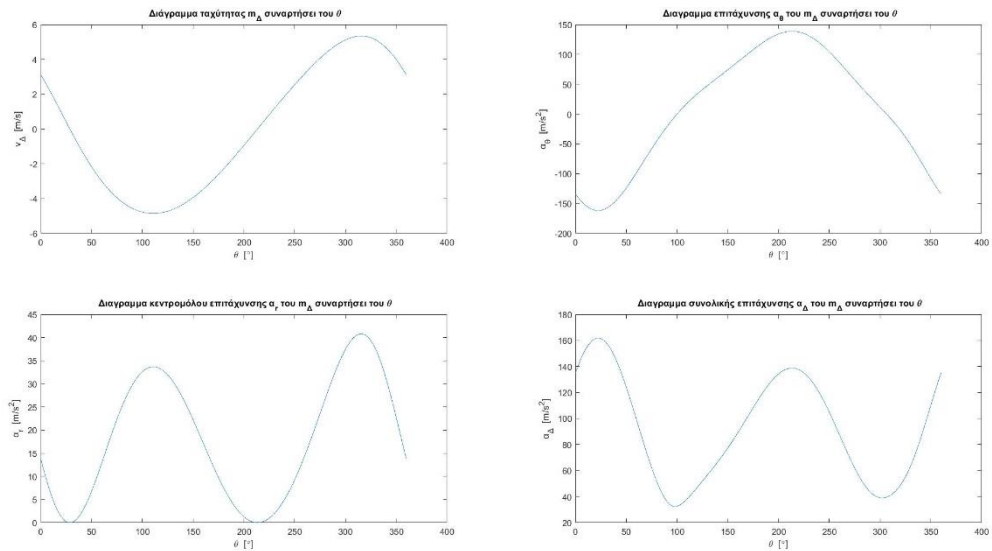 Διάγραμμα ταχύτητας m_Δ συναρτήσει του θ
6
4
2
0
-2
-4
-6
v_Δ [m/s]
0 50 100 150 200 250 300 350 400
θ [°]
Διαγραμμα επιτάχυνσης α_θ του m_Δ συναρτήσει του θ
150
100
50
0
-50
-100
-150
-200
α_θ [m/s²]
0 50 100 150 200 250 300 350 400
θ [°]
Διαγραμμα κεντρομόλου επιτάχυνσης α_r του m_Δ συναρτήσει του θ
45
40
35
30
25
20
15
10
5
0
α_r [m/s²]
0 50 100 150 200 250 300 350 400
θ [°]
Διαγραμμα συνολικής επιτάχυνσης α_Δ του m_Δ συναρτήσει του θ
180
160
140
120
100
80
60
40
20
α_Δ [m/s²]
0 50 100 150 200 250 300 350 400
θ [°]